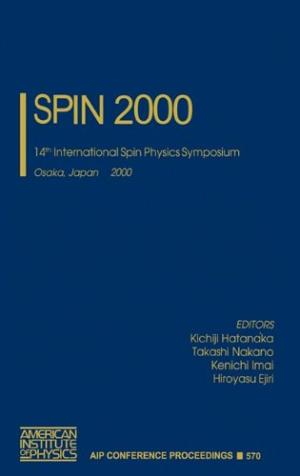 SPIN 2000
14th International Spin Physics Symposium
Osaka, Japan 2000
EDITORS
Kichiji Hatanaka
Takashi Nakano
Kenichi Imai
Hiroyasu Ejiri
AMERICAN
INSTITUTE
OF PHYSICS
AIP CONFERENCE PROCEEDINGS ■ 570